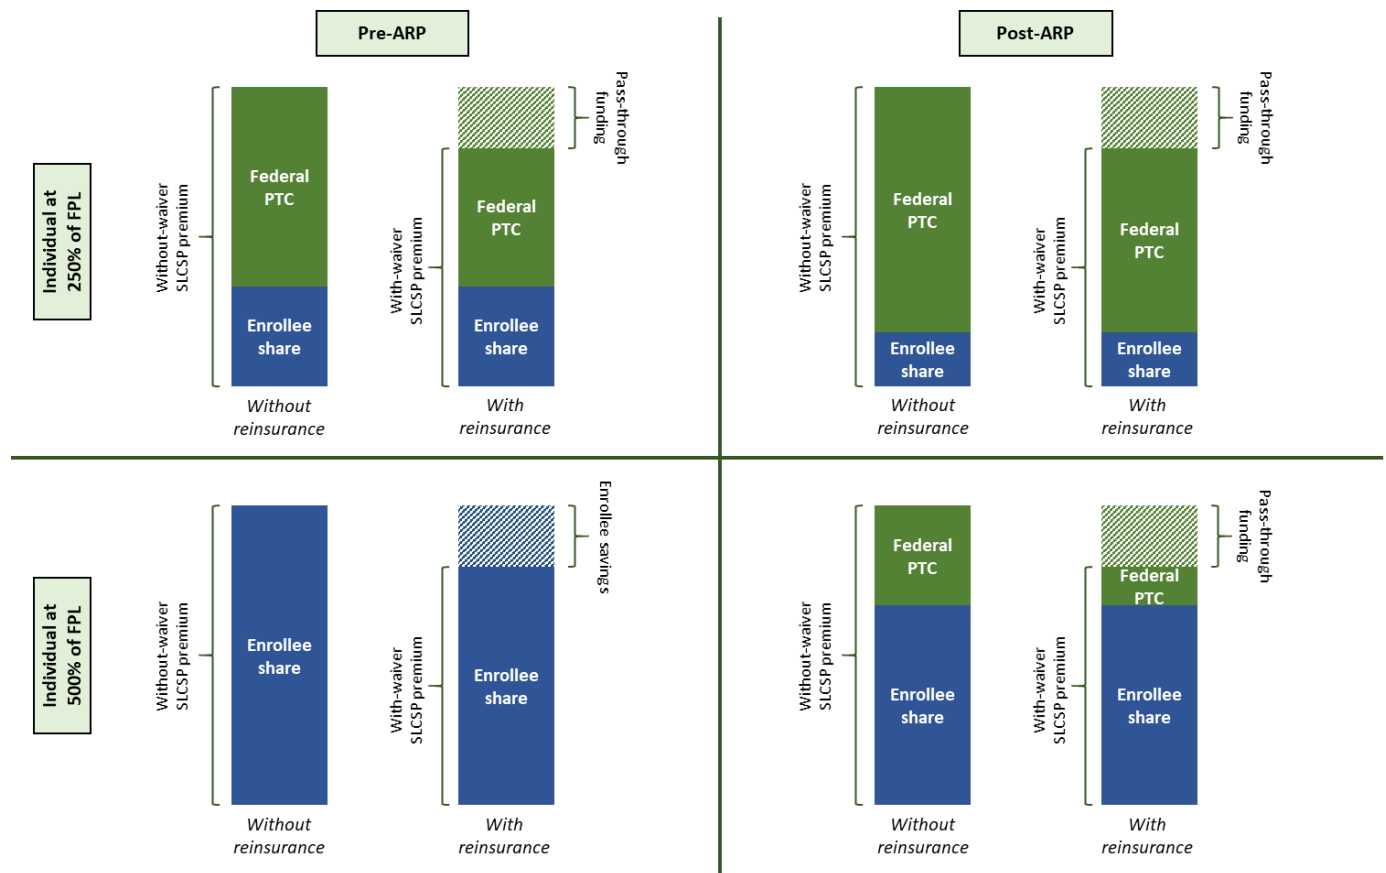 Pre-ARP
Post-ARP
Individual at
250% of FPL
Without-waiver
SLCSP premium
Federal
PTC
Enrollee
share
Without
reinsurance
With-waiver
SLCSP premium
Pass-through
funding
Federal
PTC
Enrollee
share
With
reinsurance
Without-waiver
SLCSP premium
Federal
PTC
Enrollee
share
Without
reinsurance
With-waiver
SLCSP premium
Pass-through
funding
Federal
PTC
Enrollee
share
With
reinsurance
Individual at
500% of FPL
Without-waiver
SLCSP premium
Enrollee
share
Without
reinsurance
With-waiver
SLCSP premium
Enrollee savings
Enrollee
share
With
reinsurance
Without-waiver
SLCSP premium
Federal
PTC
Enrollee
share
Without
reinsurance
With-waiver
SLCSP premium
Pass-through
funding
Federal
PTC
Enrollee
share
With
reinsurance